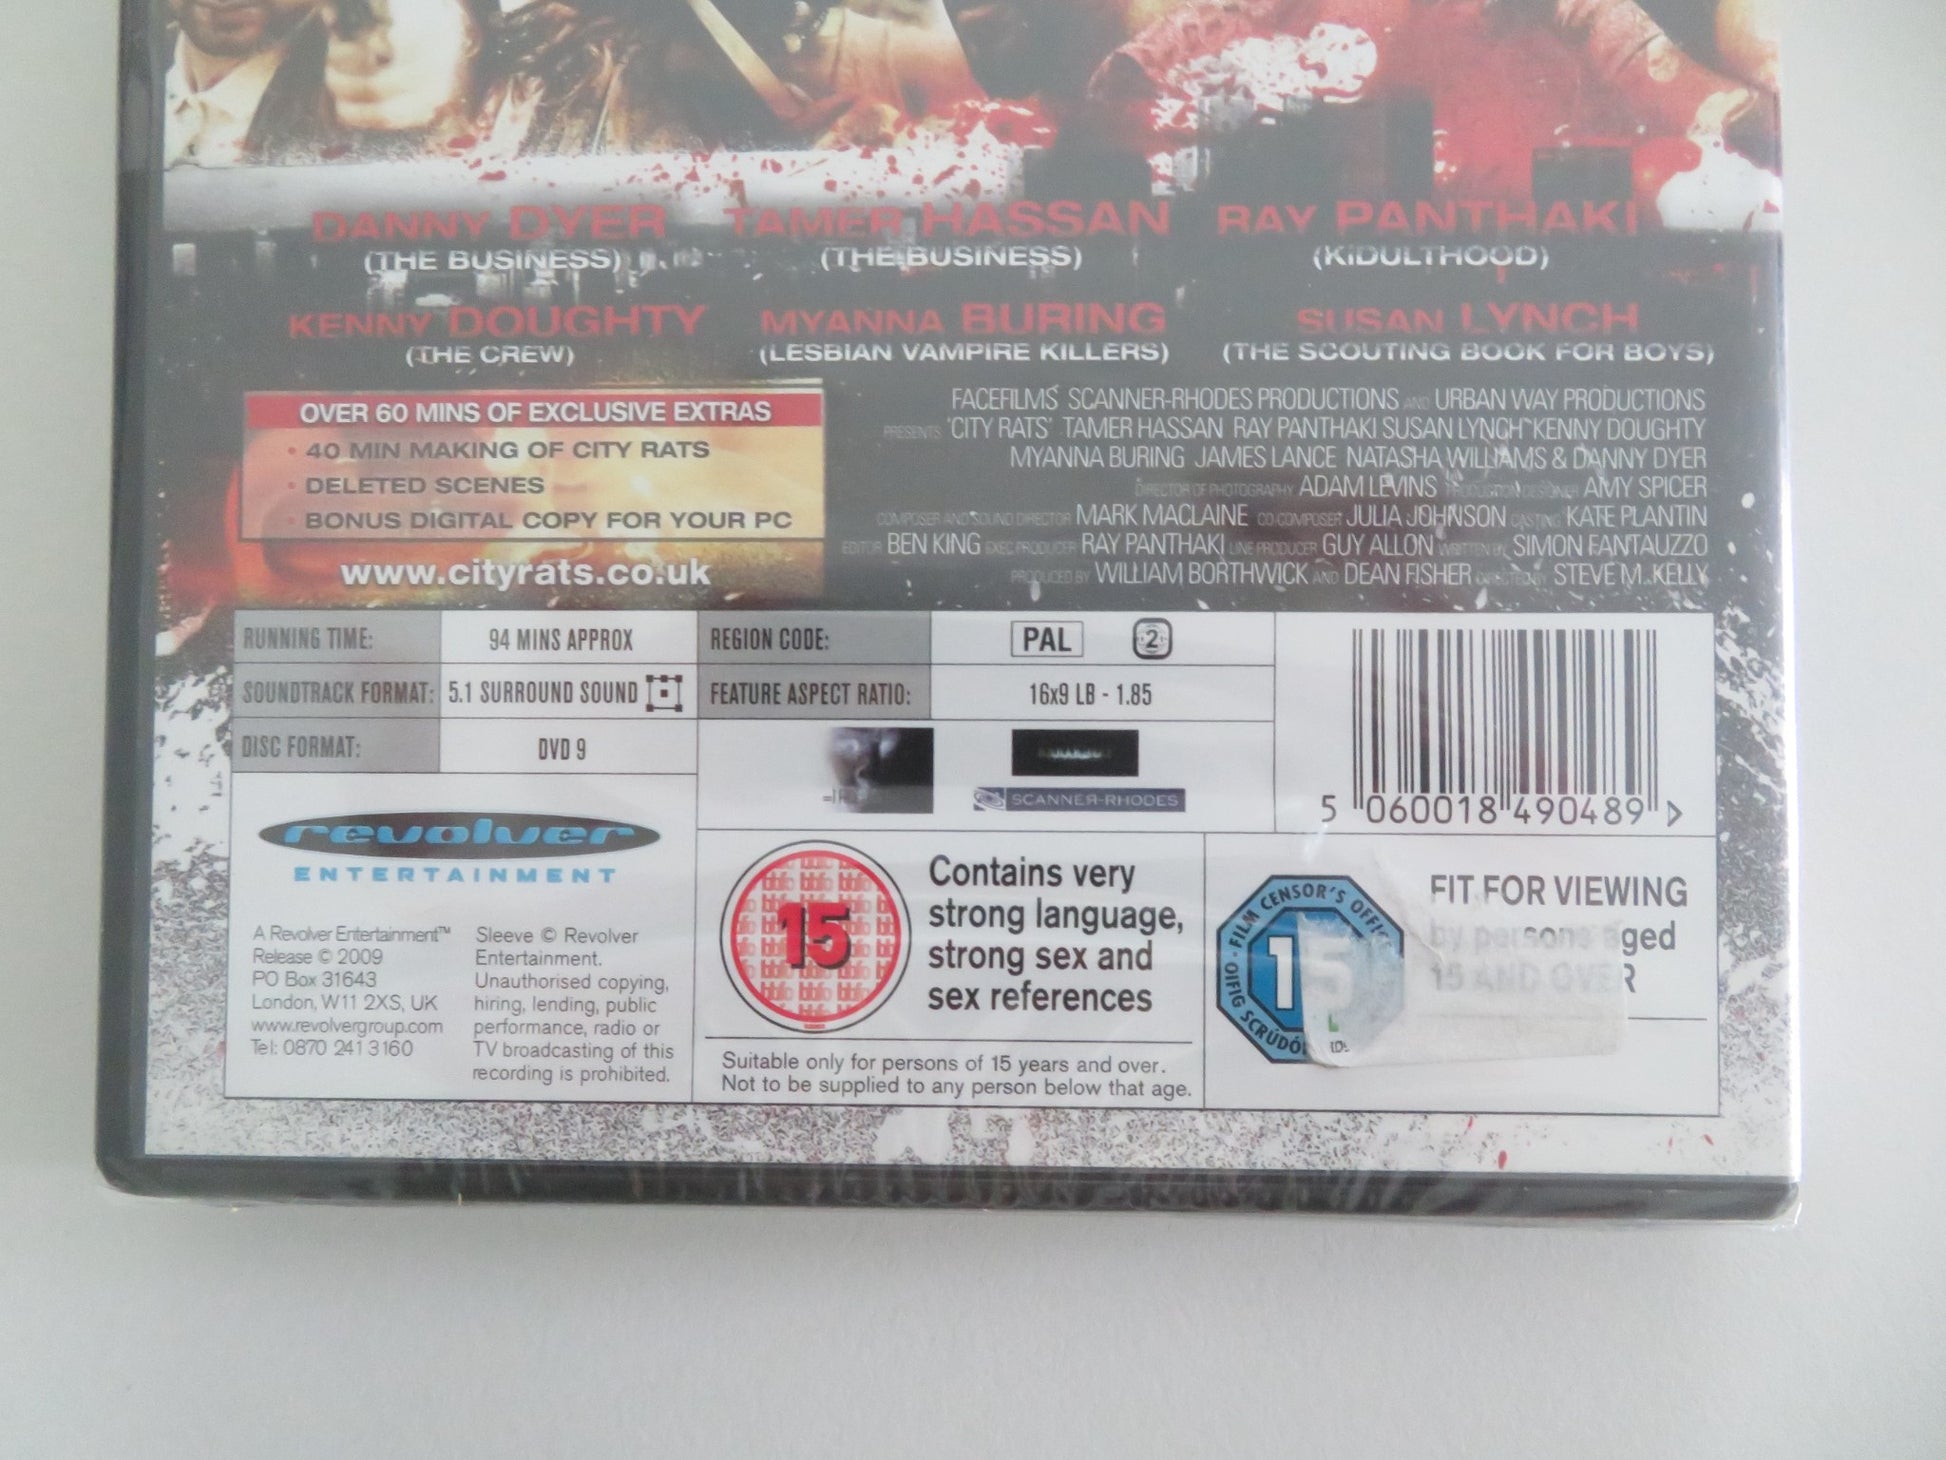 DANNY DYER TAMER HASSAN RAY PANTHAKI
(THE BUSINESS) (THE BUSINESS) (KIDULTHOOD)
KENNY DOUGHTY MYANNA BURING SUSAN LYNCH
(THE CREW) (LESBIAN VAMPIRE KILLERS) (THE SCOUTING BOOK FOR BOYS)
OVER 60 MINS OF EXCLUSIVE EXTRAS
• 40 MIN MAKING OF CITY RATS
• DELETED SCENES
• BONUS DIGITAL COPY FOR YOUR PC
www.cityrats.co.uk
FACEFILMS SCANNER-RHODES PRODUCTIONS AND URBAN WAY PRODUCTIONS
PRESENTS 'CITY RATS' TAMER HASSAN RAY PANTHAKI SUSAN LYNCH KENNY DOUGHTY
MYANNA BURING JAMES LANCE NATASHA WILLIAMS & DANNY DYER
DIRECTOR OF PHOTOGRAPHY ADAM LEVINS PRODUCTION DESIGNER AMY SPICER
COMPOSER AND SOUND DIRECTOR MARK MACLAINE CO-COMPOSER JULIA JOHNSON CASTING KATE PLANTIN
EDITOR BEN KING EXEC PRODUCER RAY PANTHAKI LINE PRODUCER GUY ALLON WRITTEN BY SIMON FANTAUZZO
PRODUCED BY WILLIAM BORTHWICK AND DEAN FISHER DIRECTED BY STEVE M. KELLY
RUNNING TIME: 94 MINS APPROX
SOUNDTRACK FORMAT: 5.1 SURROUND SOUND
DISC FORMAT: DVD 9
REGION CODE: PAL 2
FEATURE ASPECT RATIO: 16x9 LB - 1.85
SCANNER-RHODES
5 060018 490489
revolver
ENTERTAINMENT
A Revolver Entertainment™
Release © 2009
PO Box 31643
London, W11 2XS, UK
www.revolvergroup.com
Tel: 0870 241 3160
Sleeve © Revolver
Entertainment.
Unauthorised copying,
hiring, lending, public
performance, radio or
TV broadcasting of this
recording is prohibited.
15
Contains very
strong language,
strong sex and
sex references
Suitable only for persons of 15 years and over.
Not to be supplied to any person below that age.
FILM CENSOR'S
OIFIG
15
FIT FOR VIEWING
by persons aged
15 AND OVER